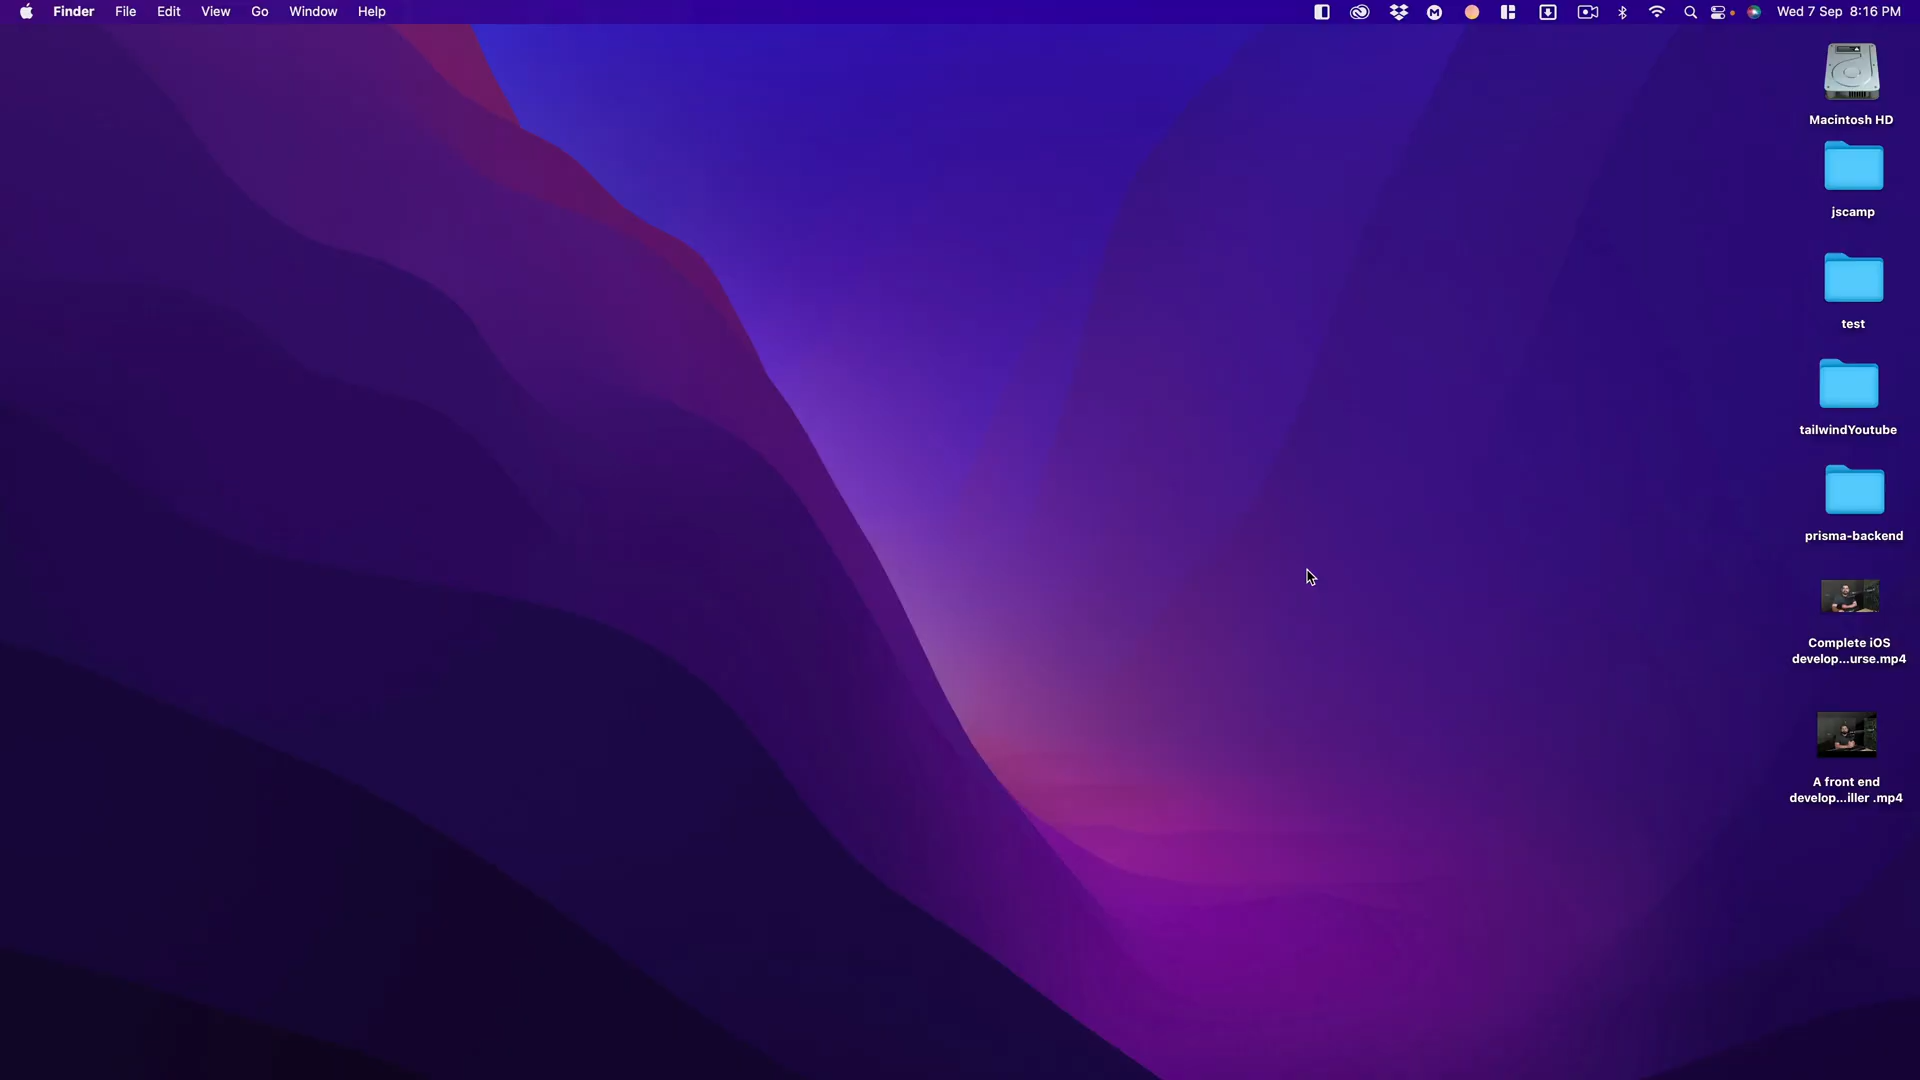 Finder File Edit View Go Window Help Wed 7 Sep 8:16 PM
Macintosh HD
jscamp
test
tailwindYoutube
prisma-backend
Complete iOS
develop...urse.mp4
A front end
develop...iller .mp4